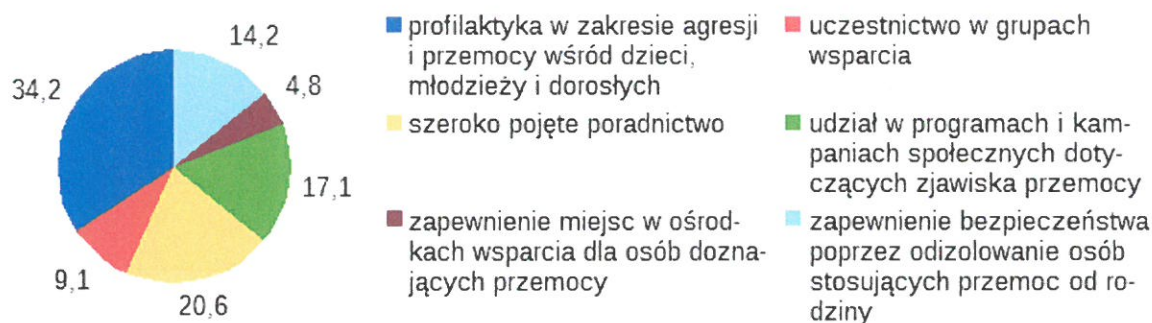 14,2
4,8
34,2
17,1
9,1
20,6
profilaktyka w zakresie agresji
i przemocy wśród dzieci,
młodzieży i dorosłych
uczestnictwo w grupach
wsparcia
szeroko pojęte poradnictwo
udział w programach i kam-
paniach społecznych doty-
czących zjawiska przemocy
zapewnienie miejsc w ośrod-
kach wsparcia dla osób dozna-
jących przemocy
zapewnienie bezpieczeństwa
poprzez odizolowanie osób
stosujących przemoc od ro-
dziny